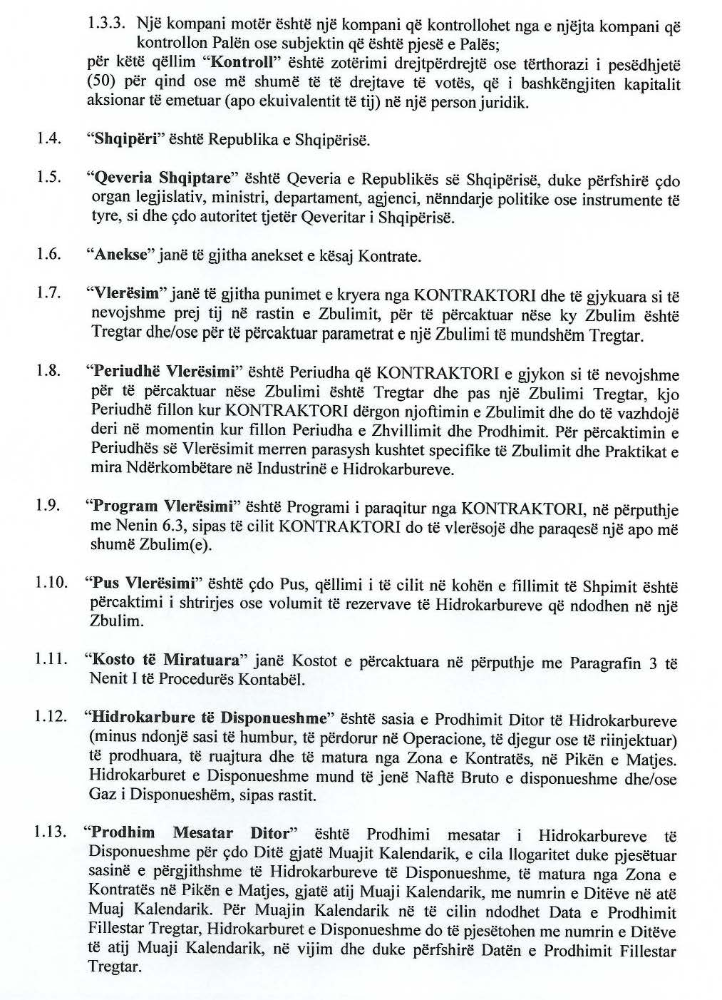 1.3.3. Një kompani motër është një kompani që kontrollohet nga e njëjta kompani që
kontrollon Palën ose subjektin që është pjesë e Palës;
për këtë qëllim “Kontroll” është zotërimi drejtpërdrejtë ose tërthorazi i pesëdhjetë
(50) për qind ose më shumë të të drejtave të votës, që i bashkëngjiten kapitalit
aksionar të emetuar (apo ekuivalentit të tij) në një person juridik.
1.4. “Shqipëri” është Republika e Shqipërisë.
1.5. “Qeveria Shqiptare” është Qeveria e Republikës së Shqipërisë, duke përfshirë çdo
organ legjislativ, ministri, departament, agjenci, nënndarje politike ose instrumente të
tyre, si dhe çdo autoritet tjetër Qeveritar i Shqipërisë.
1.6. “Anekse” janë të gjitha anekset e kësaj Kontrate.
1.7. “Vlerësim” janë të gjitha punimet e kryera nga KONTRAKTORI dhe të gjykuara si të
nevojshme prej tij në rastin e Zbulimit, për të përcaktuar nëse ky Zbulim është
Tregtar dhe/ose për të përcaktuar parametrat e një Zbulimi të mundshëm Tregtar.
1.8. “Periudhë Vlerësimi” është Periudha që KONTRAKTORI e gjykon si të nevojshme
për të përcaktuar nëse Zbulimi është Tregtar dhe pas një Zbulimi Tregtar, kjo
Periudhë fillon kur KONTRAKTORI dërgon njoftimin e Zbulimit dhe do të vazhdojë
deri në momentin kur fillon Periudha e Zhvillimit dhe Prodhimit. Për përcaktimin e
Periudhës së Vlerësimit merren parasysh kushtet specifike të Zbulimit dhe Praktikat e
mira Ndërkombëtare në Industrinë e Hidrokarbureve.
1.9. “Program Vlerësimi” është Programi i paraqitur nga KONTRAKTORI, në përputhje
me Nenin 6.3, sipas të cilit KONTRAKTORI do të vlerësojë dhe paraqesë një apo më
shumë Zbulim(e).
1.10. “Pus Vlerësimi” është çdo Pus, qëllimi i të cilit në kohën e fillimit të Shpimit është
përcaktimi i shtrirjes ose volumit të rezervave të Hidrokarbureve që ndodhen në një
Zbulim.
1.11. “Kosto të Miratuara” janë Kostot e përcaktuara në përputhje me Paragrafin 3 të
Nenit I të Procedurës Kontabël.
1.12. “Hidrokarbure të Disponueshme” është sasia e Prodhimit Ditor të Hidrokarbureve
(minus ndonjë sasi të humbur, të përdorur në Operacione, të djegur ose të riinjektuar)
të prodhuara, të ruajtura dhe të matura nga Zona e Kontratës, në Pikën e Matjes.
Hidrokarburet e Disponueshme mund të jenë Naftë Bruto e disponueshme dhe/ose
Gaz i Disponueshëm, sipas rastit.
1.13. “Prodhim Mesatar Ditor” është Prodhimi mesatar i Hidrokarbureve të
Disponueshme për çdo Ditë gjatë Muajit Kalendarik, e cila llogaritet duke pjesëtuar
sasinë e përgjithshme të Hidrokarbureve të Disponueshme, të matura nga Zona e
Kontratës në Pikën e Matjes, gjatë atij Muaji Kalendarik, me numrin e Ditëve në atë
Muaj Kalendarik. Për Muajin Kalendarik në të cilin ndodhet Data e Prodhimit
Fillestar Tregtar, Hidrokarburet e Disponueshme do të pjesëtohen me numrin e Ditëve
të atij Muaji Kalendarik, në vijim dhe duke përfshirë Datën e Prodhimit Fillestar
Tregtar.